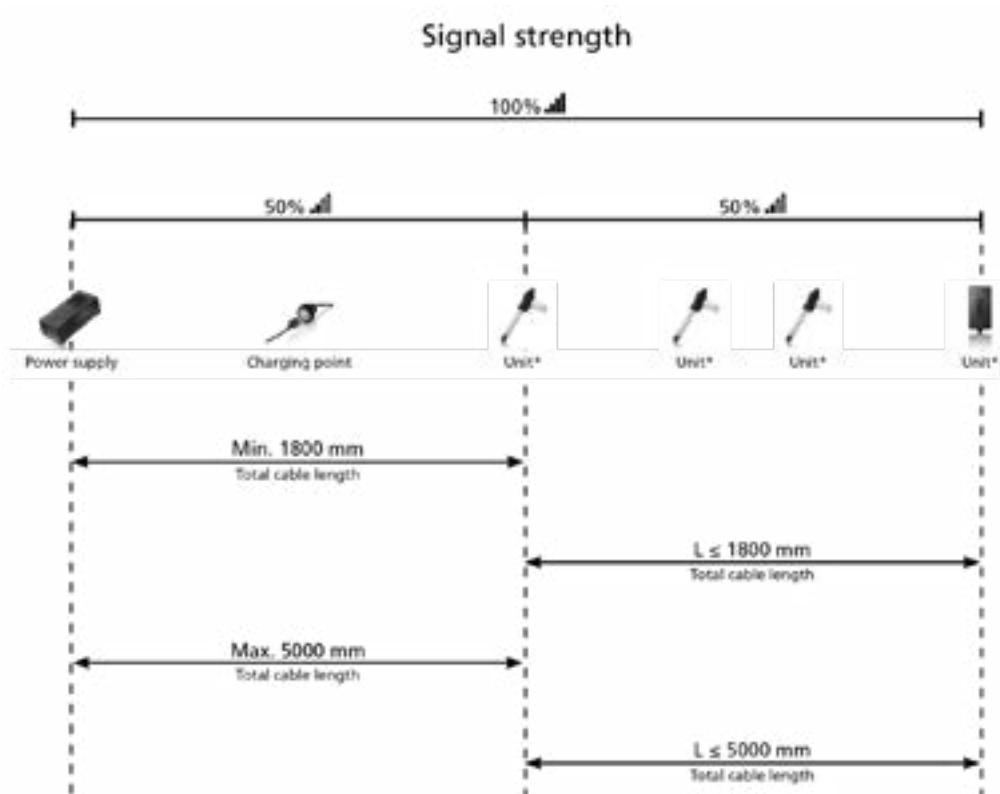 Signal strength
100%
50%
50%
Power supply
Charging point
Unit*
Unit*
Unit*
Unit*
Min. 1800 mm
Total cable length
L ≤ 1800 mm
Total cable length
Max. 5000 mm
Total cable length
L ≤ 5000 mm
Total cable length